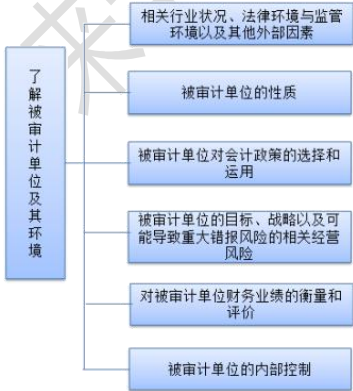 了解被审计单位及其环境
相关行业状况、法律环境与监管
环境以及其他外部因素
被审计单位的性质
被审计单位对会计政策的选择和
运用
被审计单位的目标、战略以及可
能导致重大错报风险的相关经营
风险
对被审计单位财务业绩的衡量和
评价
被审计单位的内部控制